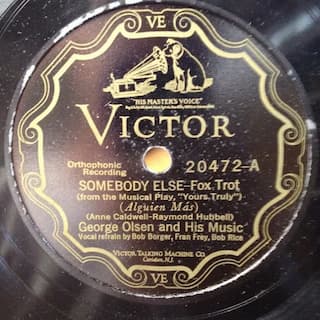 VE
"HIS MASTER'S VOICE"
VICTOR
Orthophonic
Recording
20472-A
SOMEBODY ELSE-Fox Trot
(from the Musical Play, "Yours Truly")
(Alguien Más)
(Anne Caldwell-Raymond Hubbell)
George Olsen and His Music
Vocal refrain by Bob Borger, Fran Frey, Bob Rice
VICTOR TALKING MACHINE CO.
Camden, N.J.
VE